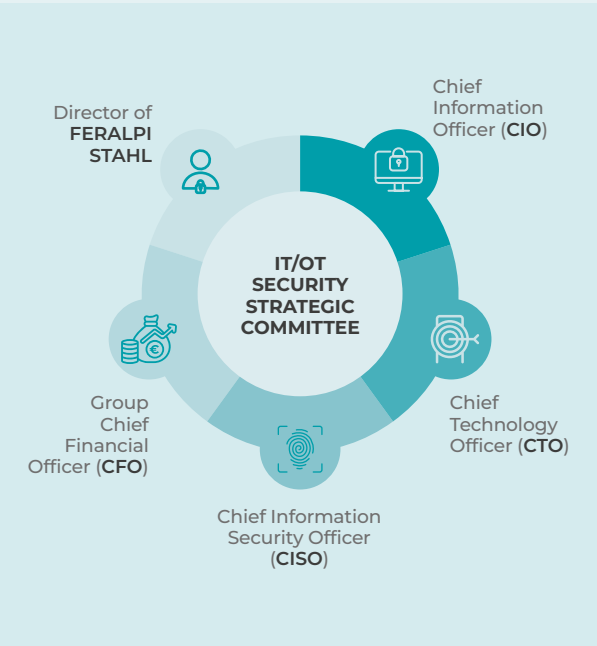 Chief
Information
Officer (CIO)
Director of
FERALPI
STAHL
IT/OT
SECURITY
STRATEGIC
COMMITTEE
€
Group
Chief
Financial
Officer (CFO)
Chief
Technology
Officer (CTO)
Chief Information
Security Officer
(CISO)